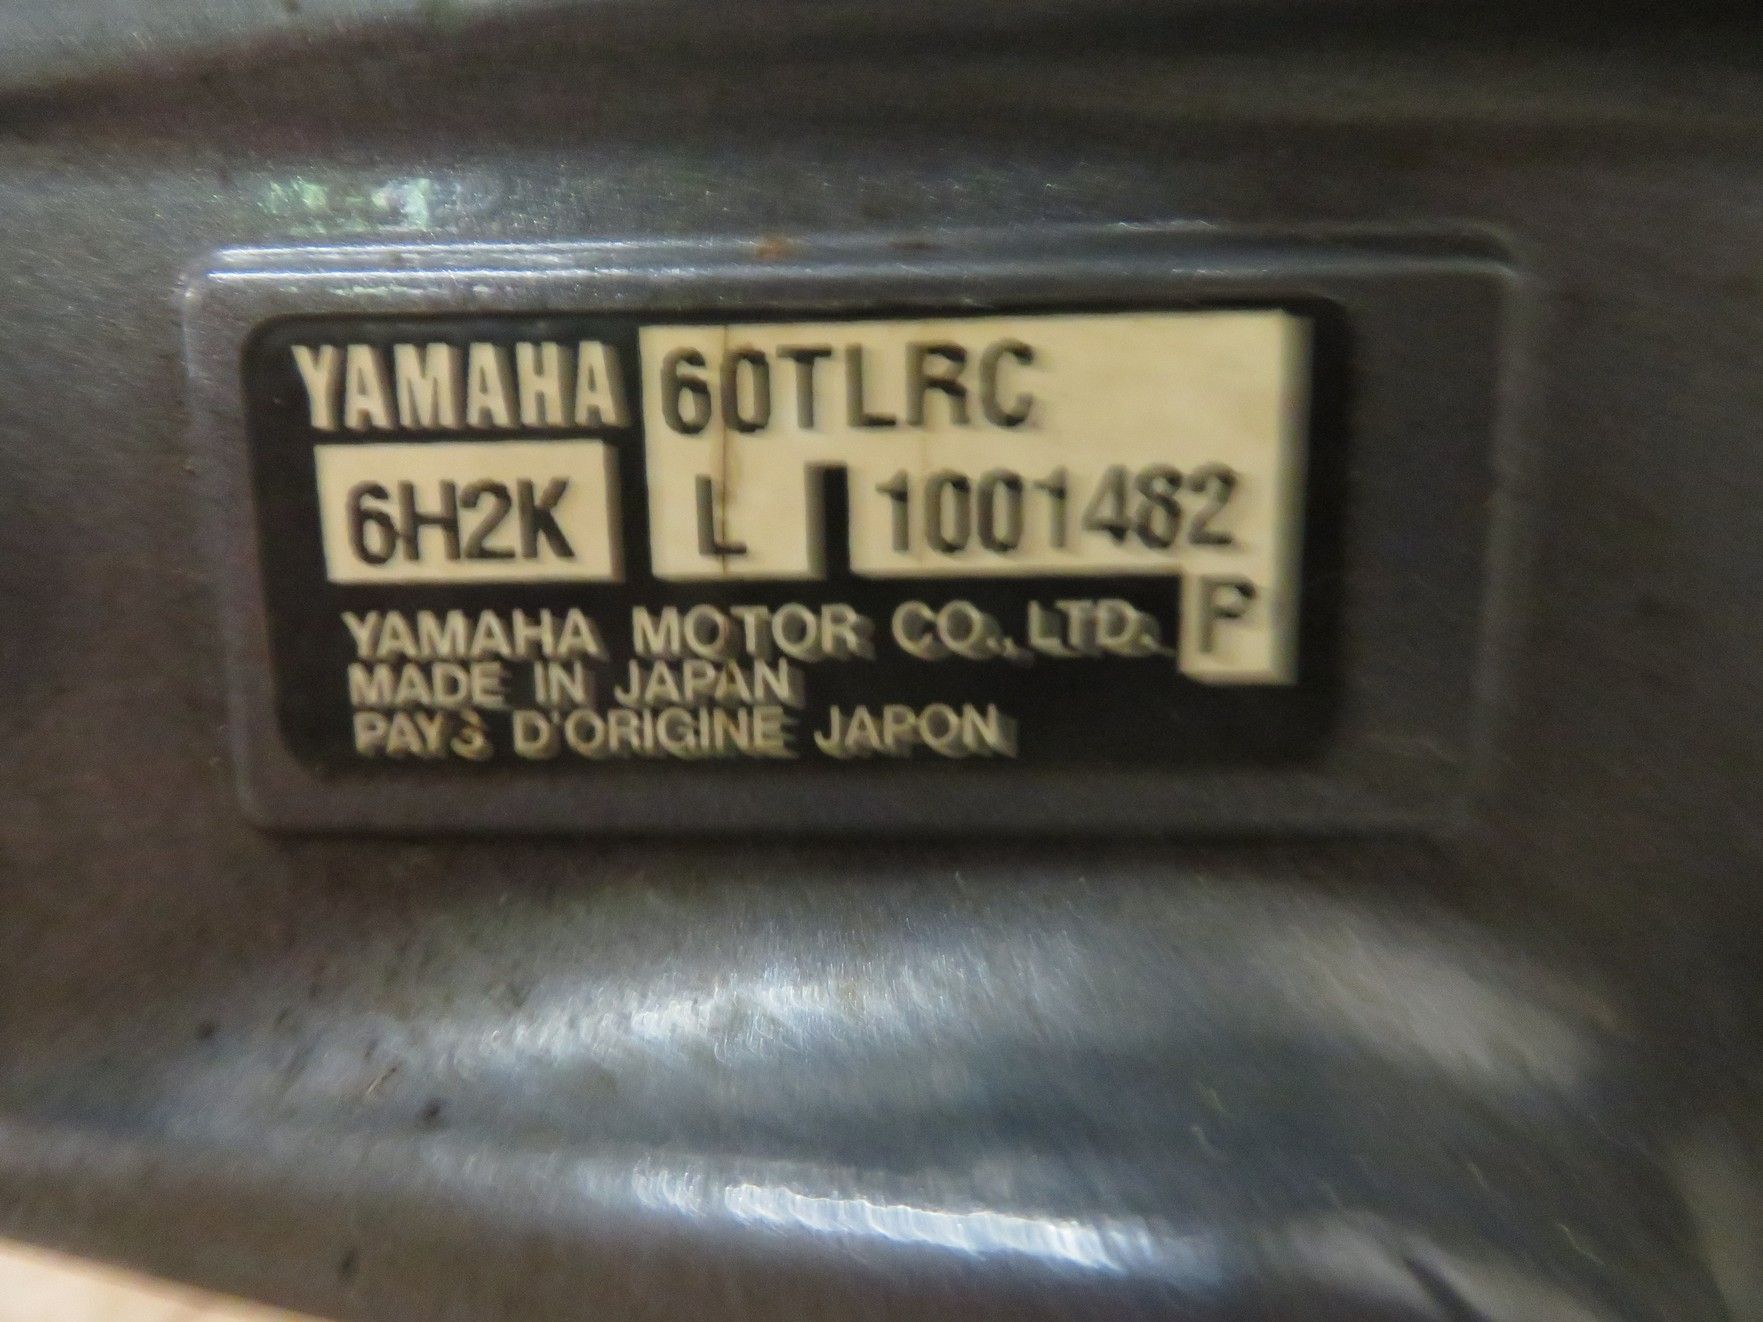 YAMAHA 60TLRC
6H2K L 1001482
YAMAHA MOTOR CO., LTD. P
MADE IN JAPAN
PAYS D'ORIGINE JAPON